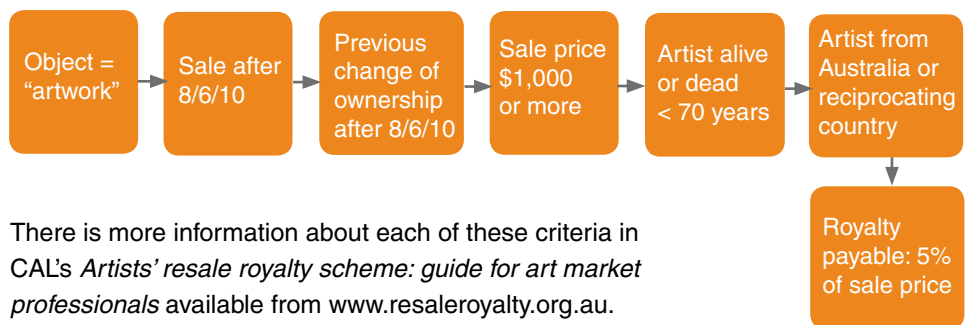 Object =
“artwork”
Sale after
8/6/10
Previous
change of
ownership
after 8/6/10
Sale price
$1,000
or more
Artist alive
or dead
< 70 years
Artist from
Australia or
reciprocating
country
Royalty
payable: 5%
of sale price
There is more information about each of these criteria in
CAL’s Artists’ resale royalty scheme: guide for art market
professionals available from www.resaleroyalty.org.au.